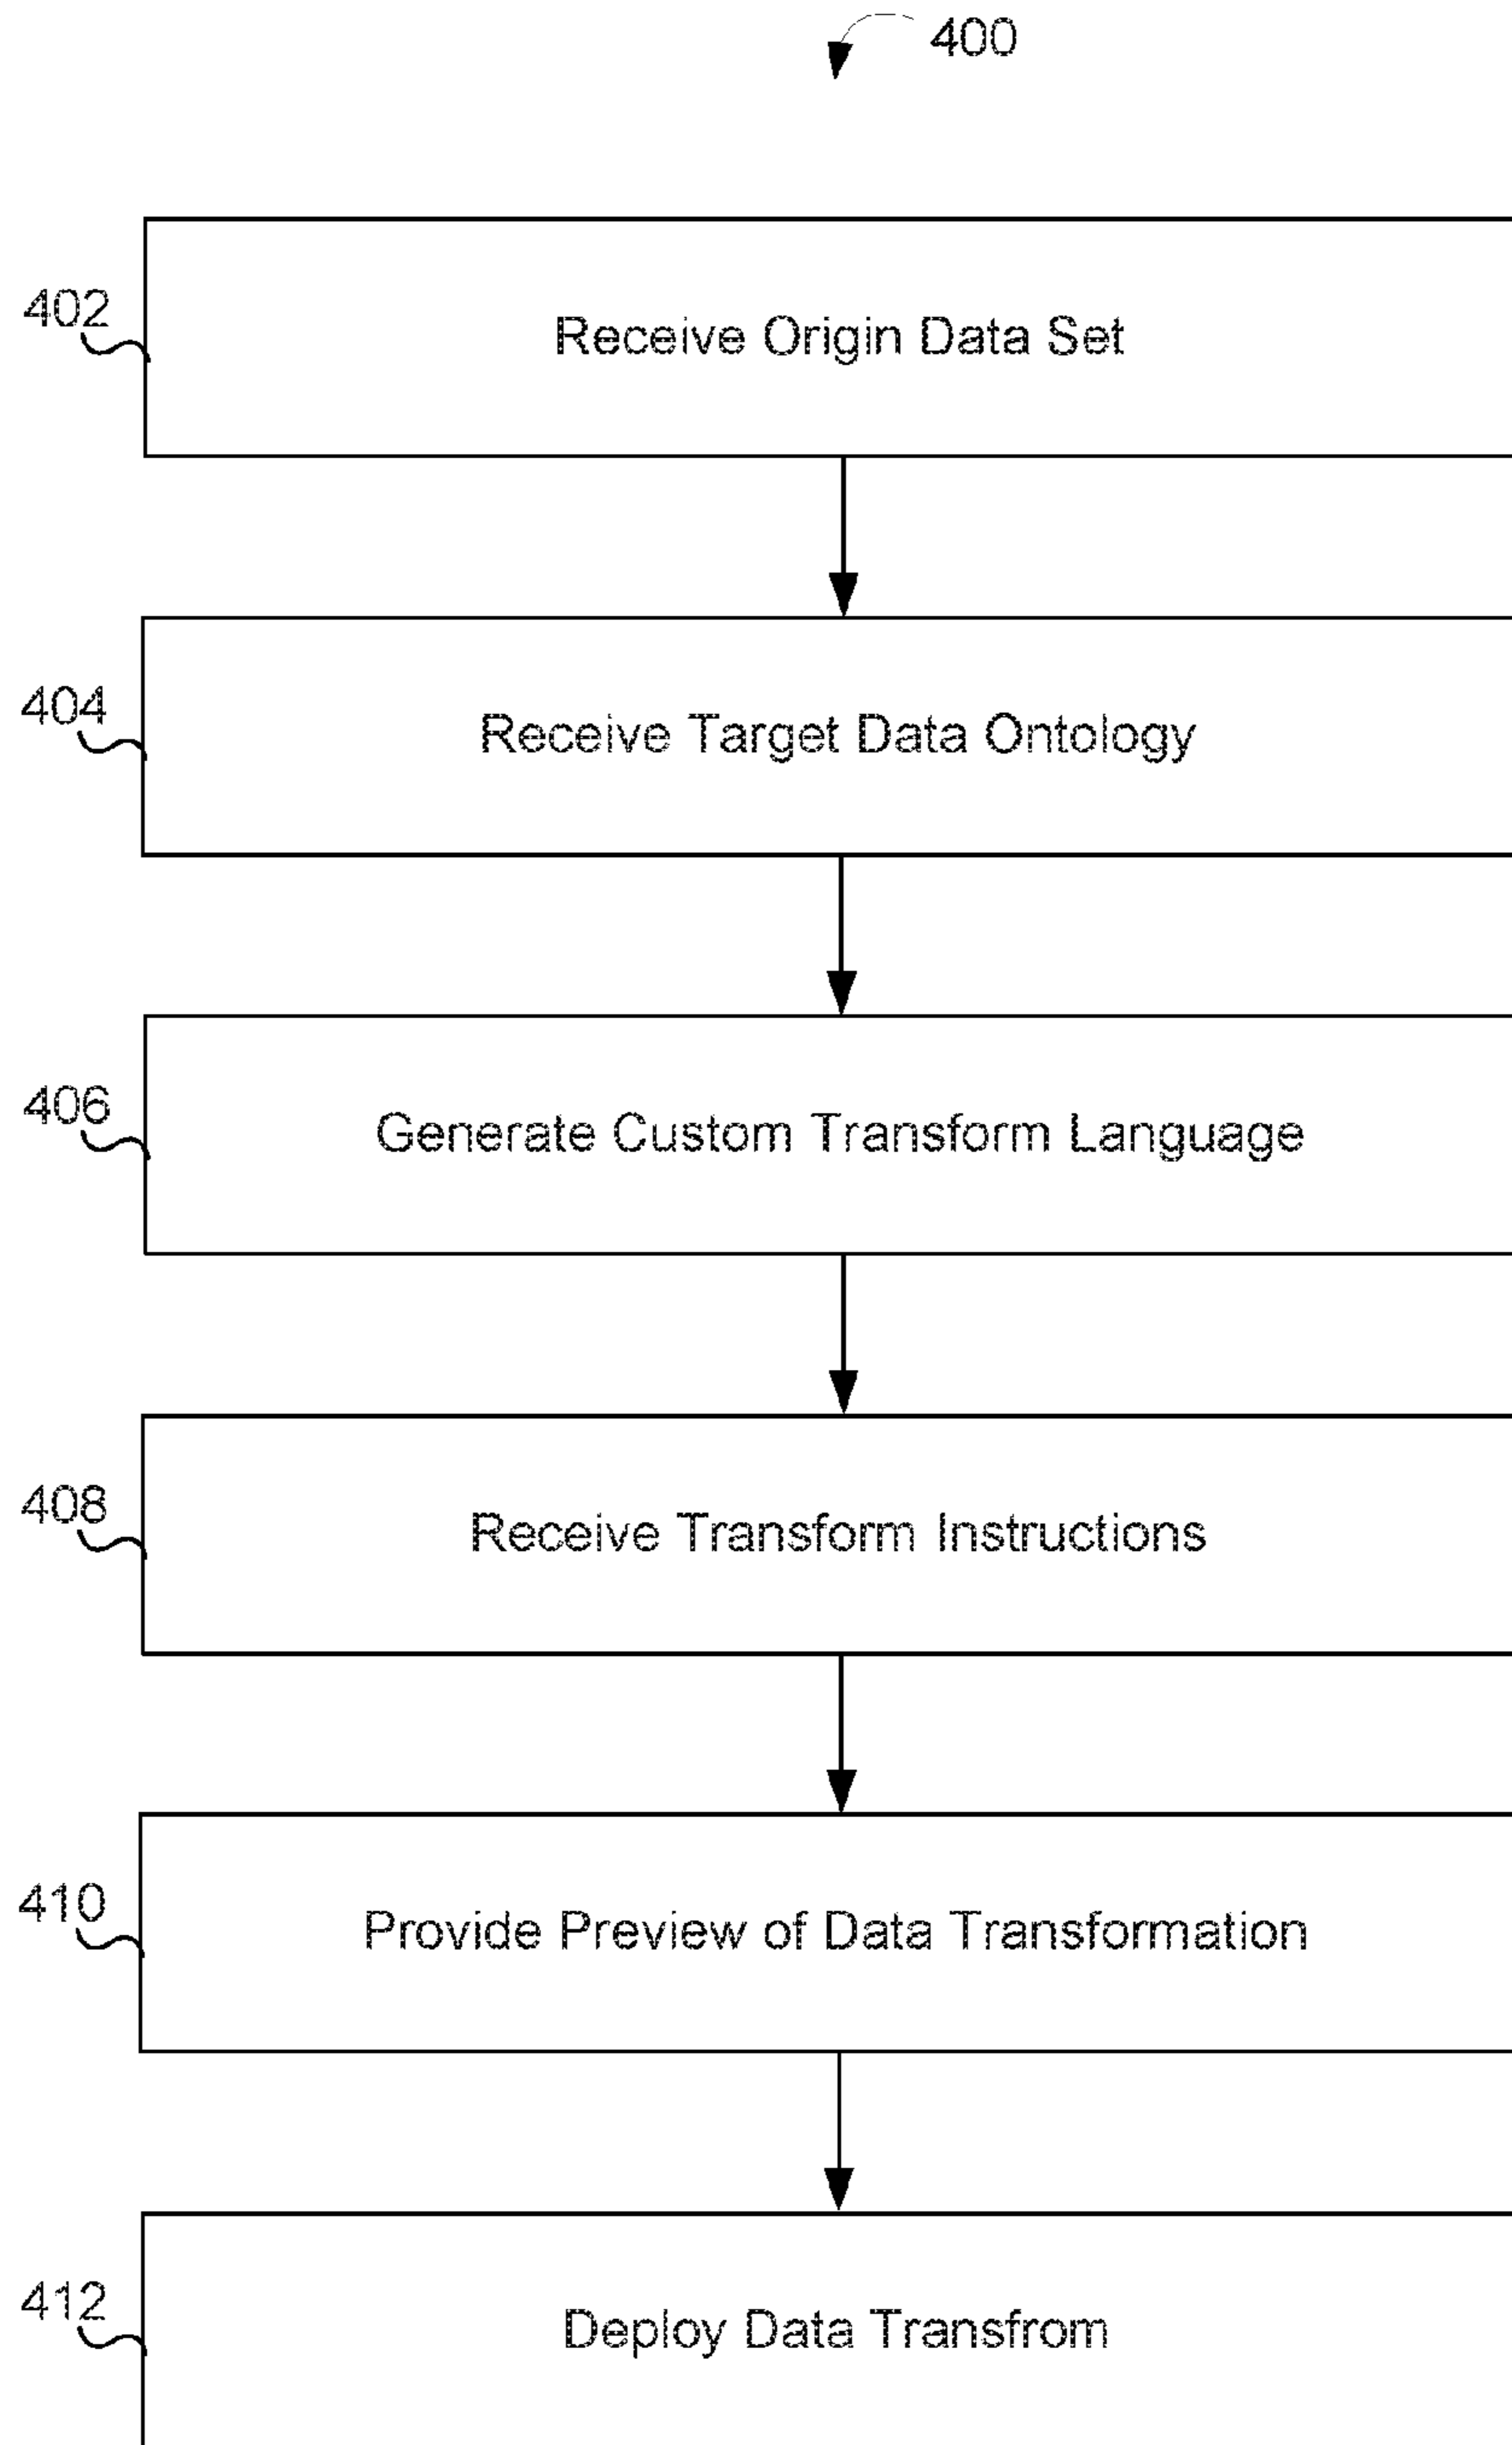 400
402
Receive Origin Data Set
404
Receive Target Data Ontology
406
Generate Custom Transform Language
408
Receive Transform Instructions
410
Provide Preview of Data Transformation
412
Deploy Data Transfrom